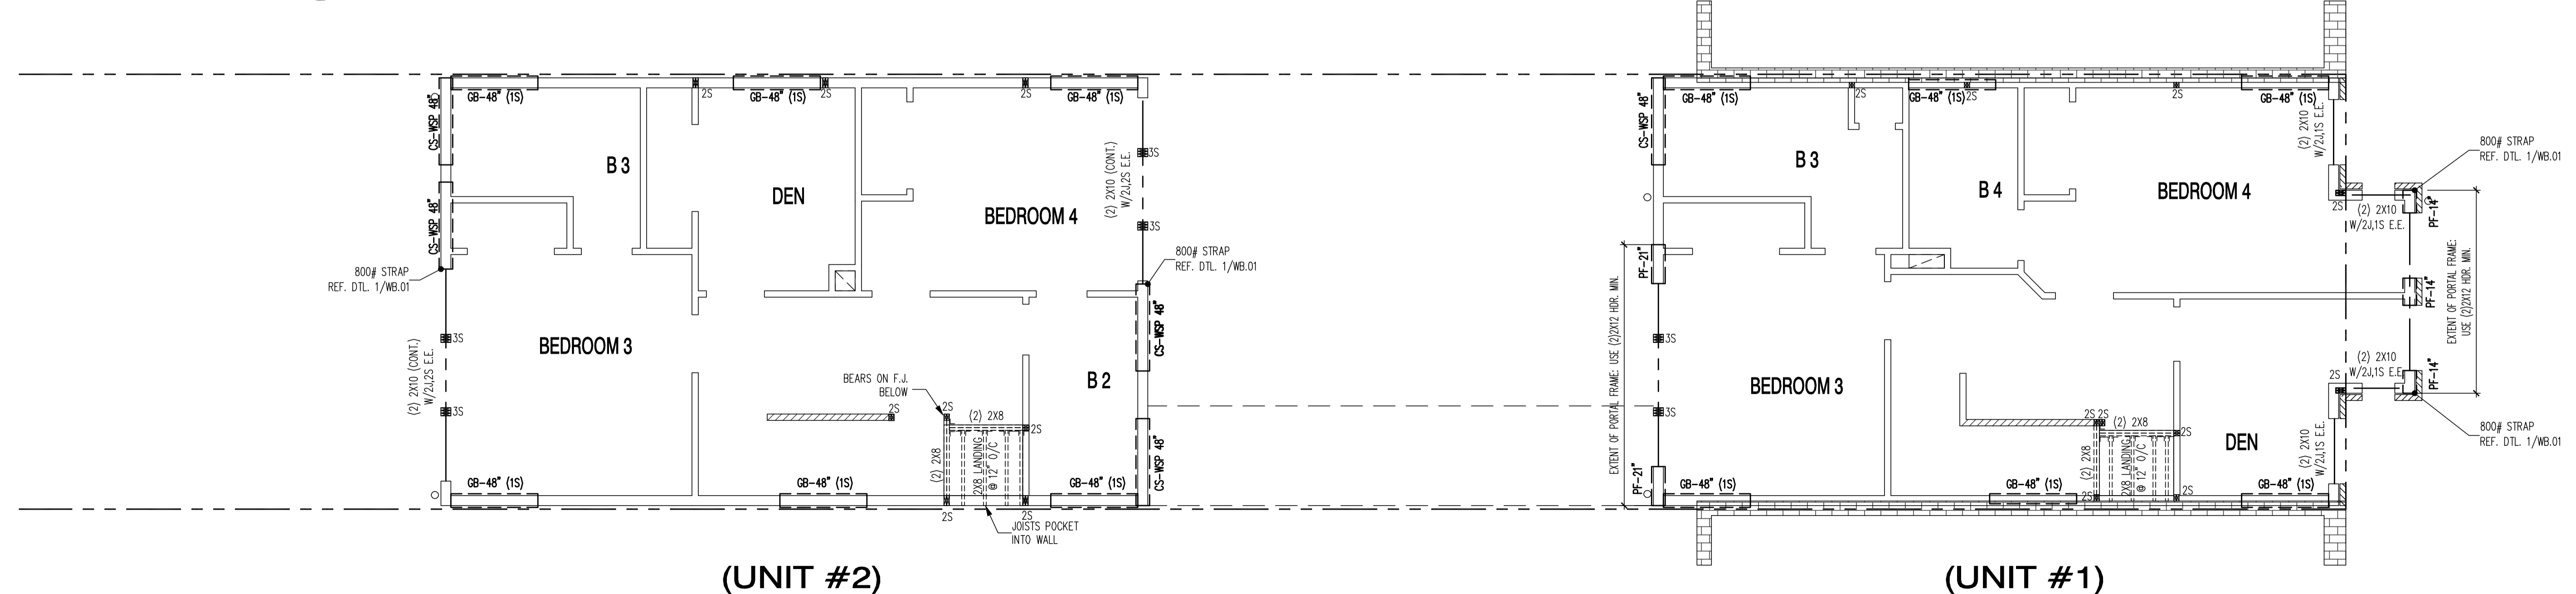 GB-48" (1S)
2S
GB-48" (1S)
2S
2S
GB-48" (1S)
CS-WSP 48"
CS-WSP 48"
B 3
DEN
BEDROOM 4
(2) 2X10 (CONT.)
W/2J,2S E.E.
3S
3S
800# STRAP
REF. DTL. 1/WB.01
800# STRAP
REF. DTL. 1/WB.01
BEDROOM 3
(2) 2X10 (CONT.)
W/2J,2S E.E.
3S
3S
BEARS ON F.J.
BELOW
2S
2S
(2) 2X8
2S
(2) 2X8
2X8 LANDING
@ 12" O/C
B 2
CS-WSP 48"
CS-WSP 48"
GB-48" (1S)
GB-48" (1S)
GB-48" (1S)
2S
2S
JOISTS POCKET
INTO WALL
(UNIT #2)
GB-48" (1S)
2S
GB-48" (1S)
2S
2S
GB-48" (1S)
CS-WSP 48"
B 3
B 4
BEDROOM 4
(2) 2X10
W/2J,1S E.E.
800# STRAP
REF. DTL. 1/WB.01
2S
(2) 2X10
W/2J,1S E.E.
PF-14"
PF-14"
PF-14"
EXTENT OF PORTAL FRAME:
USE (2)2X12 HDR. MIN.
PF-21"
EXTENT OF PORTAL FRAME: USE (2)2X12 HDR. MIN.
3S
3S
BEDROOM 3
PF-21"
(2) 2X10
W/2J,1S E.E.
2S
2S 2S
(2) 2X8
2S
(2) 2X8
2X8 LANDING
@ 12" O/C
DEN
(2) 2X10
W/2J,1S E.E.
800# STRAP
REF. DTL. 1/WB.01
GB-48" (1S)
GB-48" (1S)
2S
2S
GB-48" (1S)
(UNIT #1)